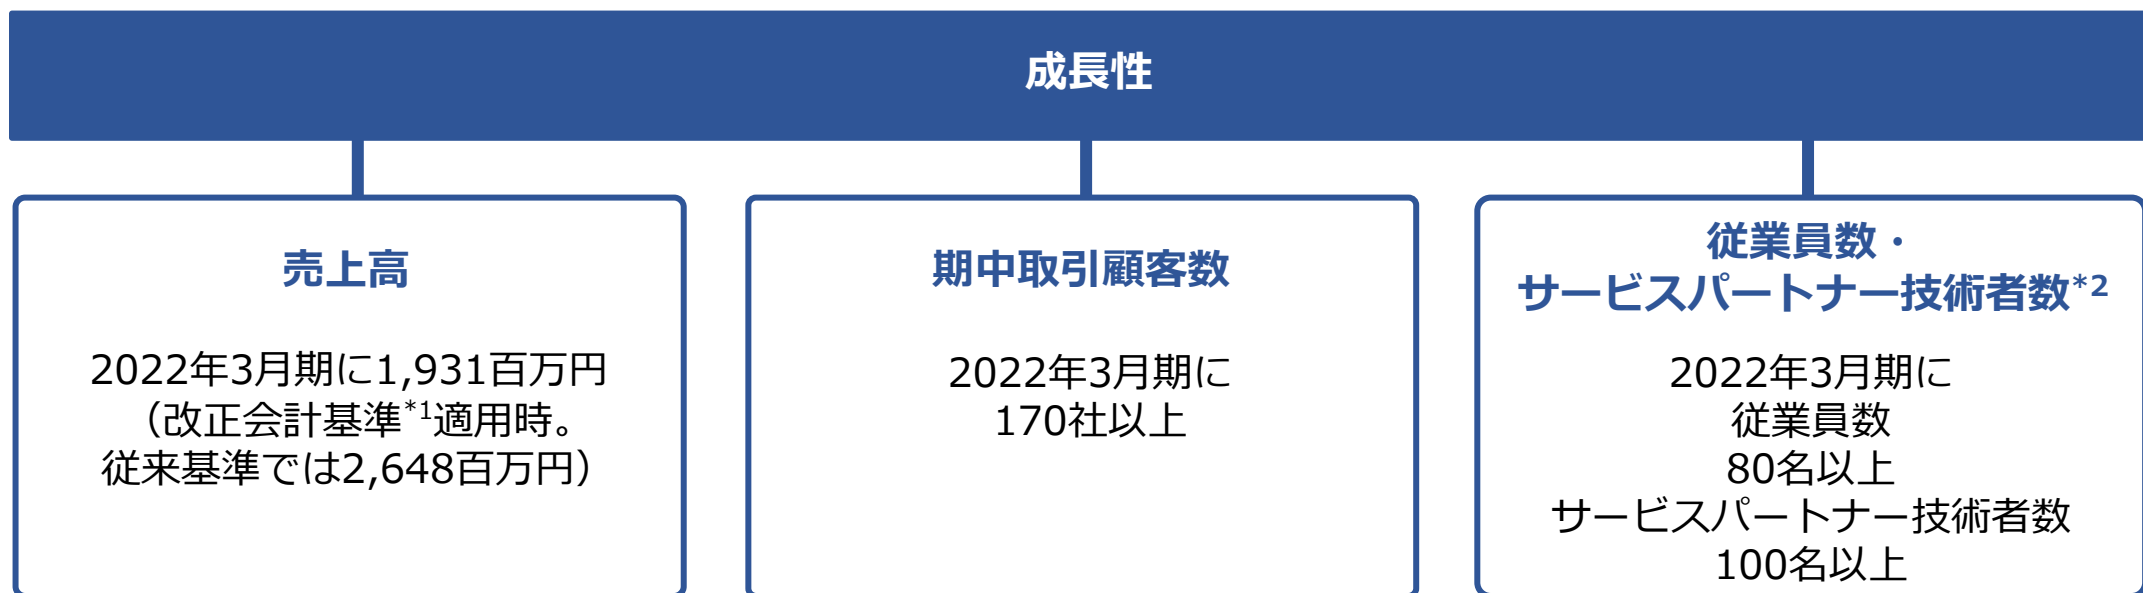 成長性
売上高
2022年3月期に1,931百万円
（改正会計基準*1適用時。
従来基準では2,648百万円）
期中取引顧客数
2022年3月期に
170社以上
従業員数・
サービスパートナー技術者数*2
2022年3月期に
従業員数
80名以上
サービスパートナー技術者数
100名以上